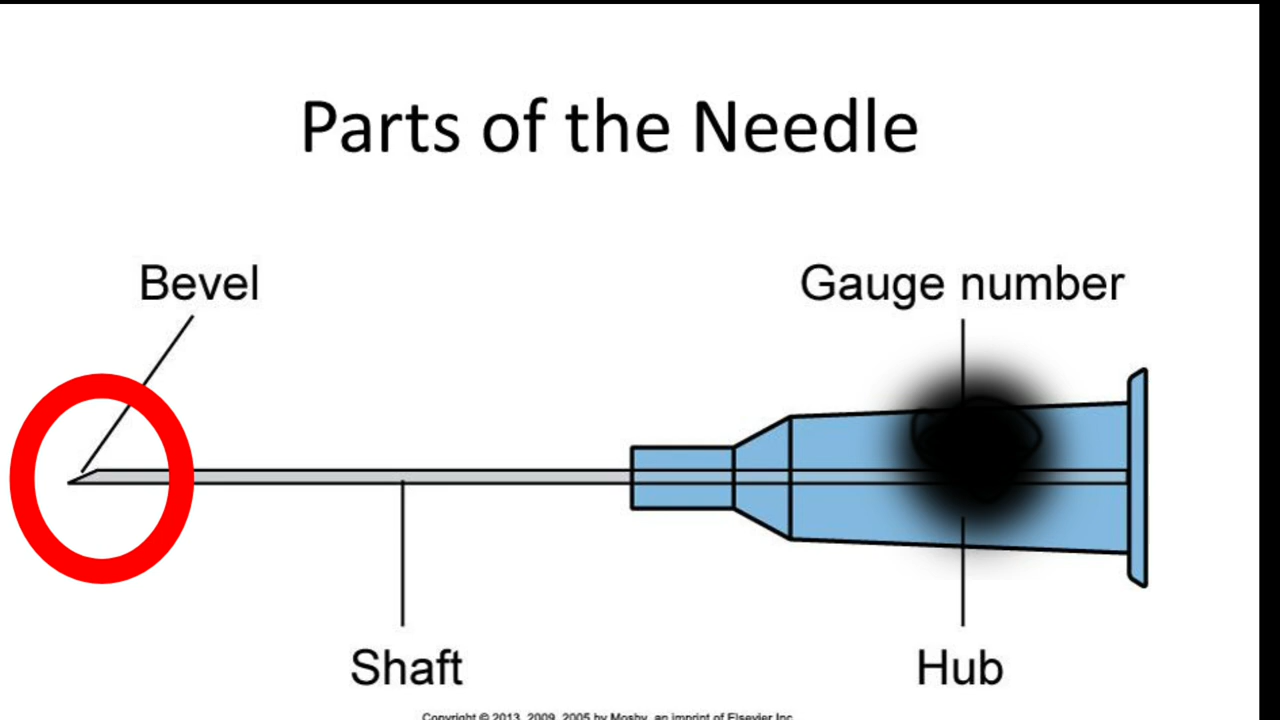 Parts of the Needle
Bevel
Gauge number
Shaft
Hub
Copyright © 2013, 2009, 2005 by Mosby, an imprint of Elsevier Inc.